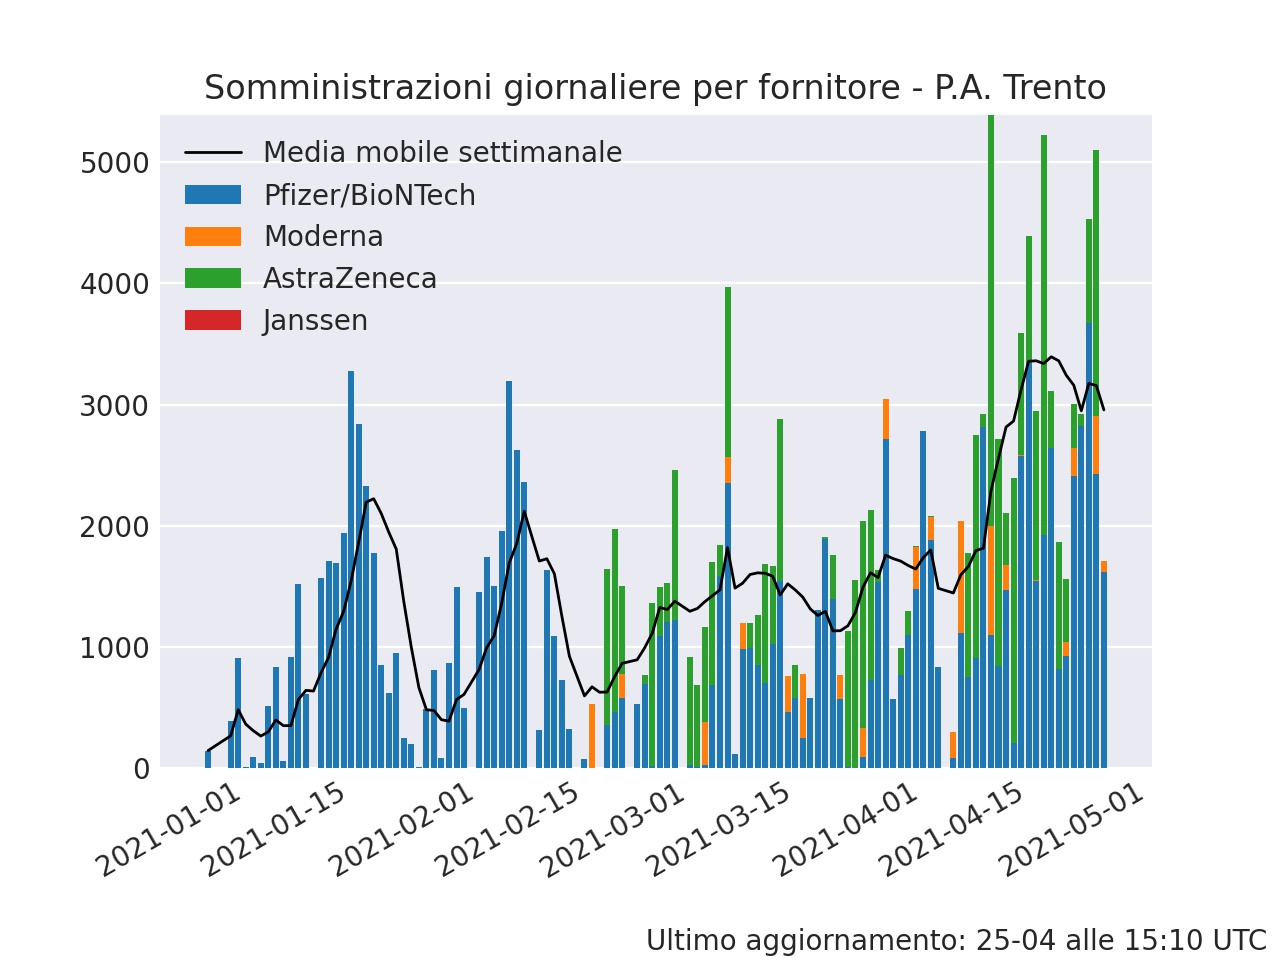 Somministrazioni giornaliere per fornitore - P.A. Trento
Media mobile settimanale
Pfizer/BioNTech
Moderna
AstraZeneca
Janssen
5000
4000
3000
2000
1000
0
2021-01-01
2021-01-15
2021-02-01
2021-02-15
2021-03-01
2021-03-15
2021-04-01
2021-04-15
2021-05-01
Ultimo aggiornamento: 25-04 alle 15:10 UTC